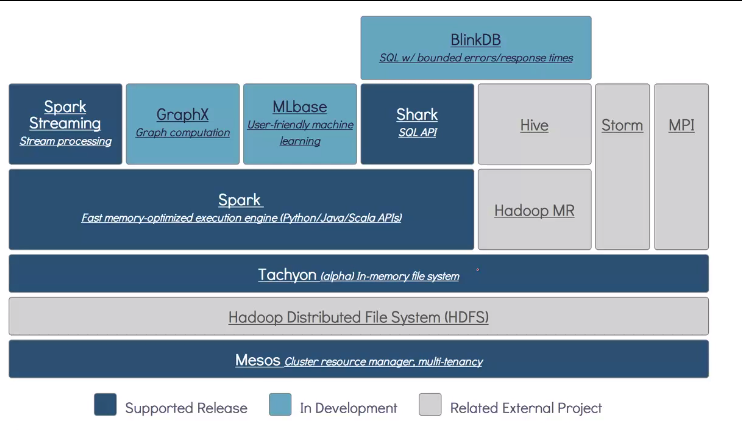 BlinkDB
SQL w/ bounded errors/response times
Spark
Streaming
Stream processing
GraphX
Graph computation
MLbase
User-friendly machine
learning
Shark
SQL API
Hive
Storm
MPI
Spark
Fast memory-optimized execution engine (Python/Java/Scala APIs)
Hadoop MR
Tachyon (alpha) In-memory file system
Hadoop Distributed File System (HDFS)
Mesos Cluster resource manager, multi-tenancy
Supported Release
In Development
Related External Project